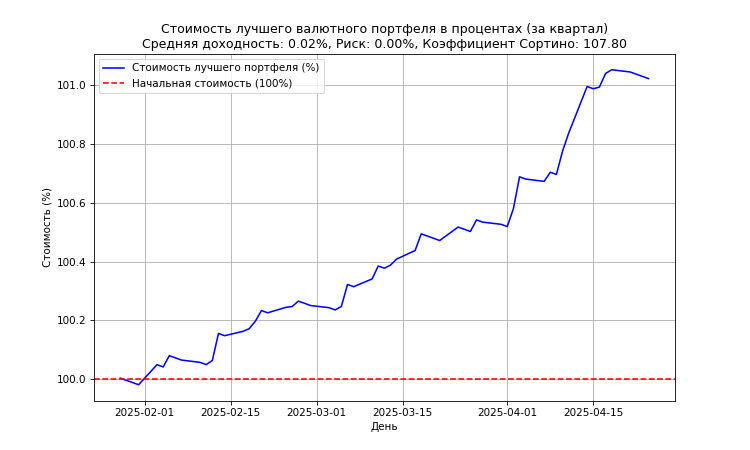 Стоимость лучшего валютного портфеля в процентах (за квартал)
Средняя доходность: 0.02%, Риск: 0.00%, Коэффициент Сортино: 107.80
Стоимость лучшего портфеля (%)
Начальная стоимость (100%)
Стоимость (%)
101.0
100.8
100.6
100.4
100.2
100.0
2025-02-01
2025-02-15
2025-03-01
2025-03-15
2025-04-01
2025-04-15
День